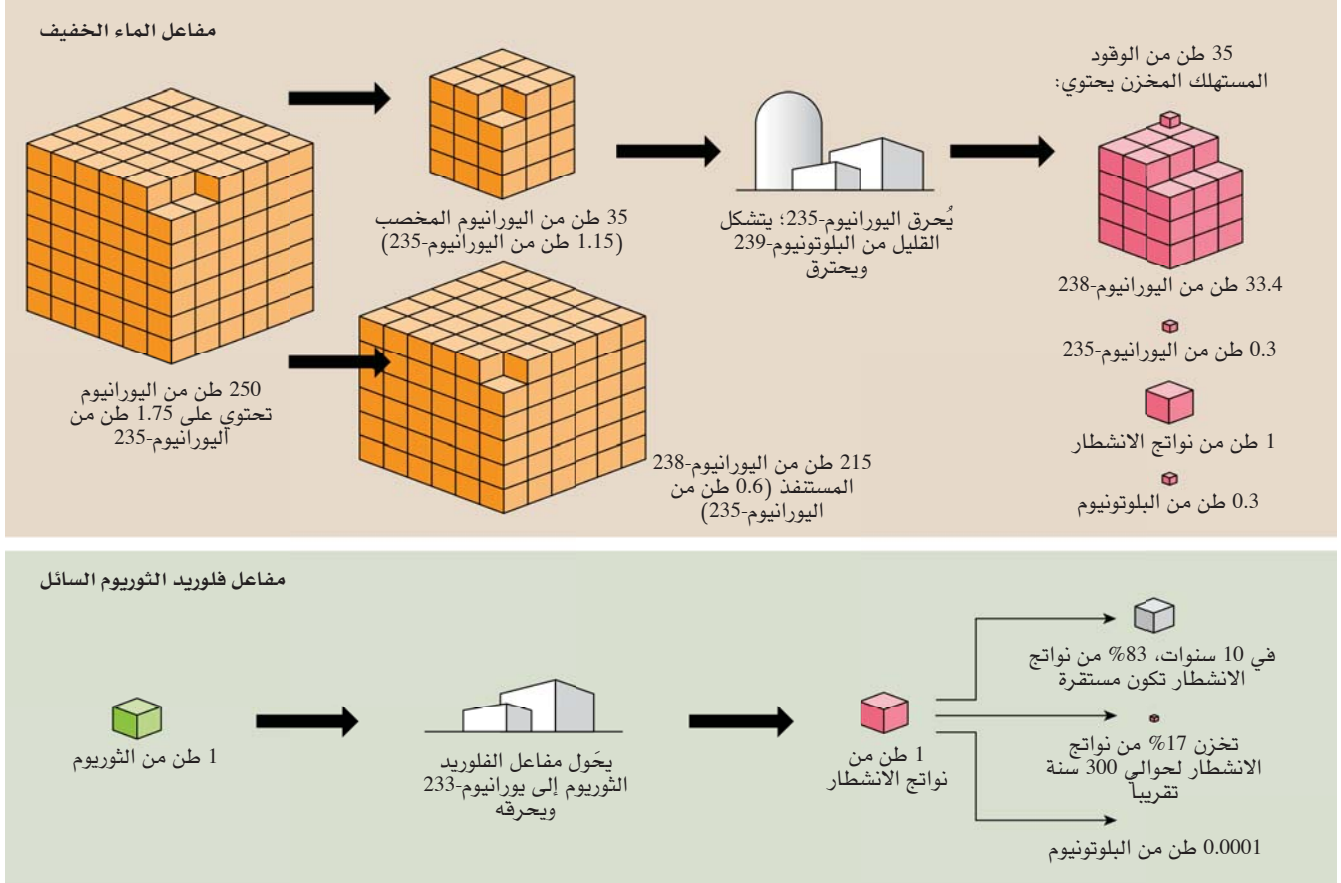 مفاعل الماء الخفيف
250 طن من اليورانيوم
تحتوي على 1.75 طن من
اليورانيوم-235
35 طن من اليورانيوم المخصب
(1.15 طن من اليورانيوم-235)
215 طن من اليورانيوم-238
المستنفذ (0.6 طن من
اليورانيوم-235)
يُحرق اليورانيوم-235؛ يتشكل
القليل من البلوتونيوم-239
ويحترق
35 طن من الوقود
المستهلك المخزن يحتوي:
33.4 طن من اليورانيوم-238
0.3 طن من اليورانيوم-235
1 طن من نواتج الانشطار
0.3 طن من البلوتونيوم
مفاعل فلوريد الثوريوم السائل
1 طن من الثوريوم
يحَول مفاعل الفلوريد
الثوريوم إلى يورانيوم-233
ويحرقه
1 طن من
نواتج الانشطار
في 10 سنوات، 83% من نواتج
الانشطار تكون مستقرة
تخزن 17% من نواتج
الانشطار لحوالي 300 سنة
تقريبا
0.0001 طن من البلوتونيوم